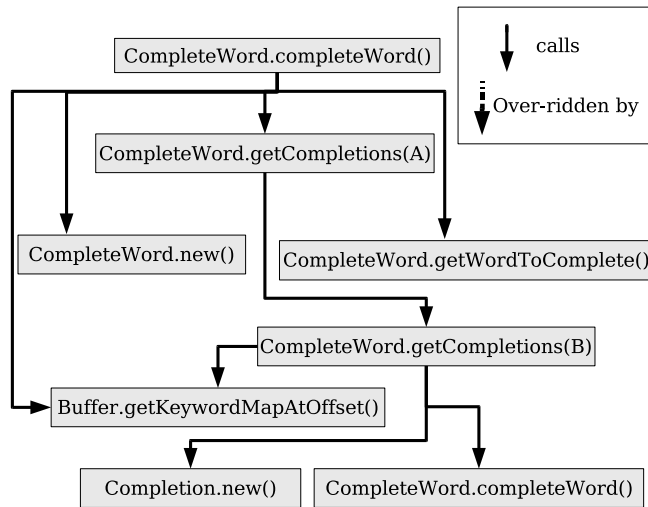 CompleteWord.completeWord()
calls
Over-ridden by
CompleteWord.getCompletions(A)
CompleteWord.new()
CompleteWord.getWordToComplete()
CompleteWord.getCompletions(B)
Buffer.getKeywordMapAtOffset()
Completion.new()
CompleteWord.completeWord()